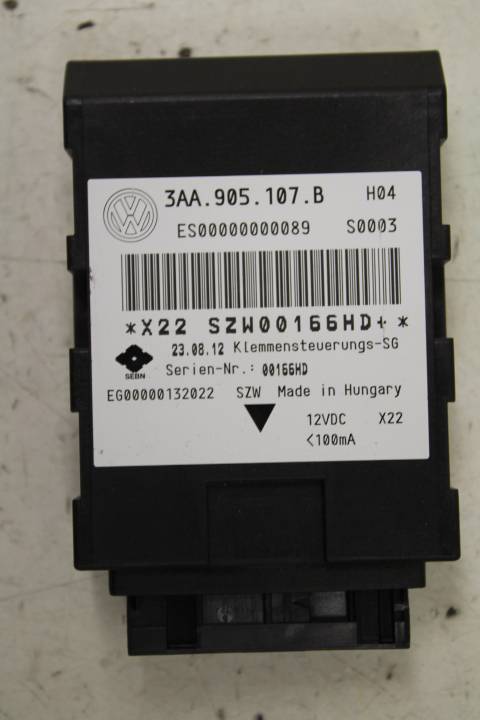 3AA.905.107.B H04
ES00000000089 S0003
*X22 SZW00166HD+*
23.08.12 Klemmensteuerungs-SG
SEBN Serien-Nr.: 00166HD
EG00000132022 SZW Made in Hungary
12VDC X22
<100mA